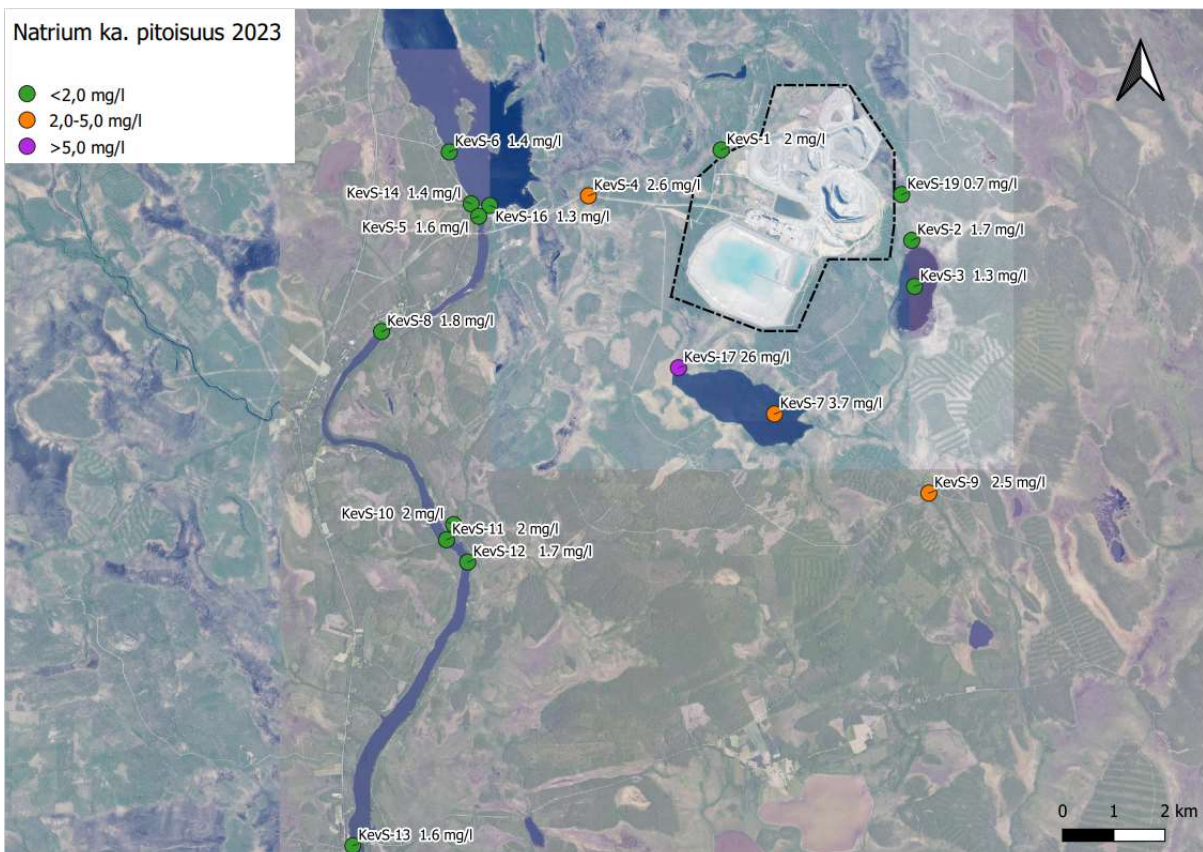 Natrium ka. pitoisuus 2023
<2,0 mg/l
2,0-5,0 mg/l
>5,0 mg/l
KevS-6 1.4 mg/l
KevS-1 2 mg/l
KevS-14 1.4 mg/l
KevS-4 2.6 mg/l
KevS-19 0.7 mg/l
KevS-5 1.6 mg/l
KevS-16 1.3 mg/l
KevS-2 1.7 mg/l
KevS-3 1.3 mg/l
KevS-8 1.8 mg/l
KevS-17 26 mg/l
KevS-7 3.7 mg/l
KevS-9 2.5 mg/l
KevS-10 2 mg/l
KevS-11 2 mg/l
KevS-12 1.7 mg/l
KevS-13 1.6 mg/l
0 1 2 km